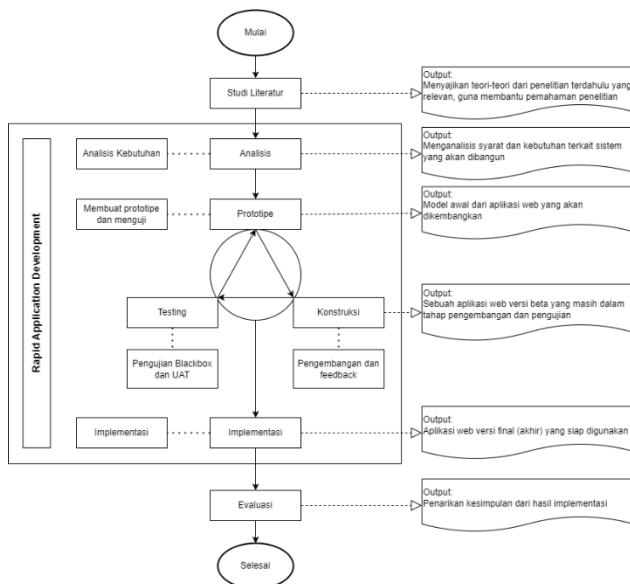 Mulai
Studi Literatur
Output:
Menyajikan teori-teori dari penelitian terdahulu yang
relevan, guna membantu pemahaman penelitian
Rapid Application Development
Analisis Kebutuhan
Analisis
Output:
Menganalisis syarat dan kebutuhan terkait sistem
yang akan dibangun
Membuat prototipe
dan menguji
Prototipe
Output:
Model awal dari aplikasi web yang akan
dikembangkan
Testing
Konstruksi
Output:
Sebuah aplikasi web versi beta yang masih dalam
tahap pengembangan dan pengujian
Pengujian Blackbox
dan UAT
Pengembangan dan
feedback
Implementasi
Implementasi
Output:
Aplikasi web versi final (akhir) yang siap digunakan
Evaluasi
Output:
Penarikan kesimpulan dari hasil implementasi
Selesai